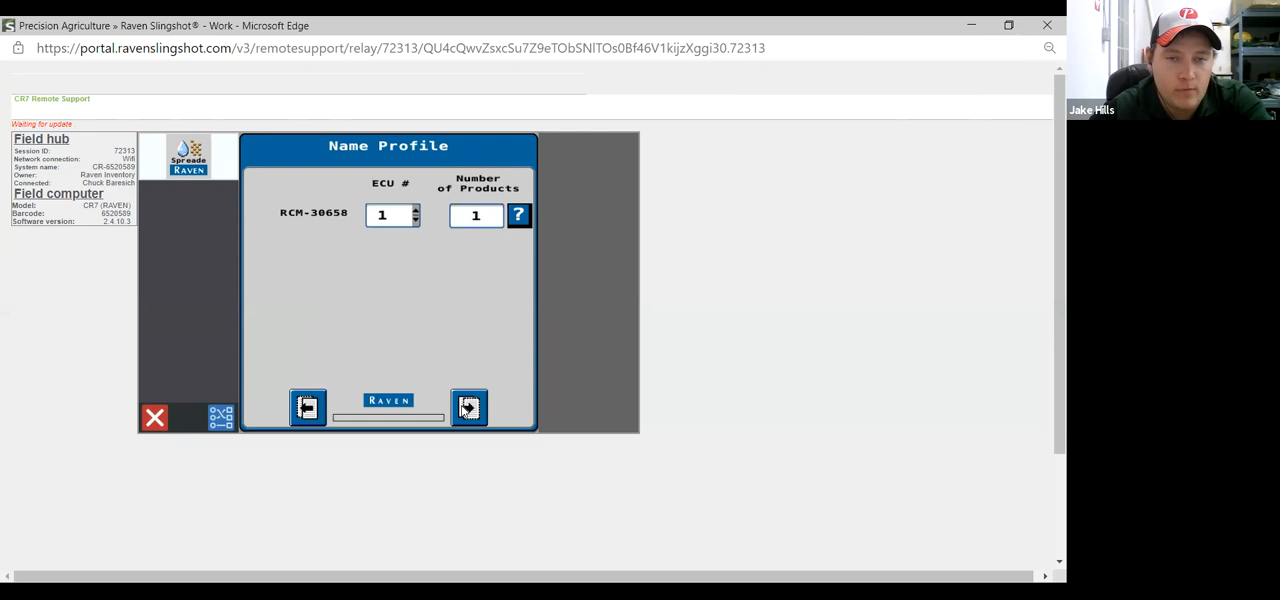 Precision Agriculture » Raven Slingshot® - Work - Microsoft Edge
https://portal.ravenslingshot.com/v3/remotesupport/relay/72313/QU4cQwvZsxcSu7Z9eTObSNlTOs0Bf46V1kijzXggi30.72313
Jake Hills
CR7 Remote Support
Waiting for update
Field hub
Session ID: 72313
Network connection: Wifi
System name: CR-6520589
Owner: Raven Inventory
Connected: Chuck Baresich
Field computer
Model: CR7 (RAVEN)
Barcode: 6520589
Software version: 2.4.10.3
Spreade
RAVEN
Name Profile
ECU #
Number
of Products
RCM-30658 1 1 ?
RAVEN